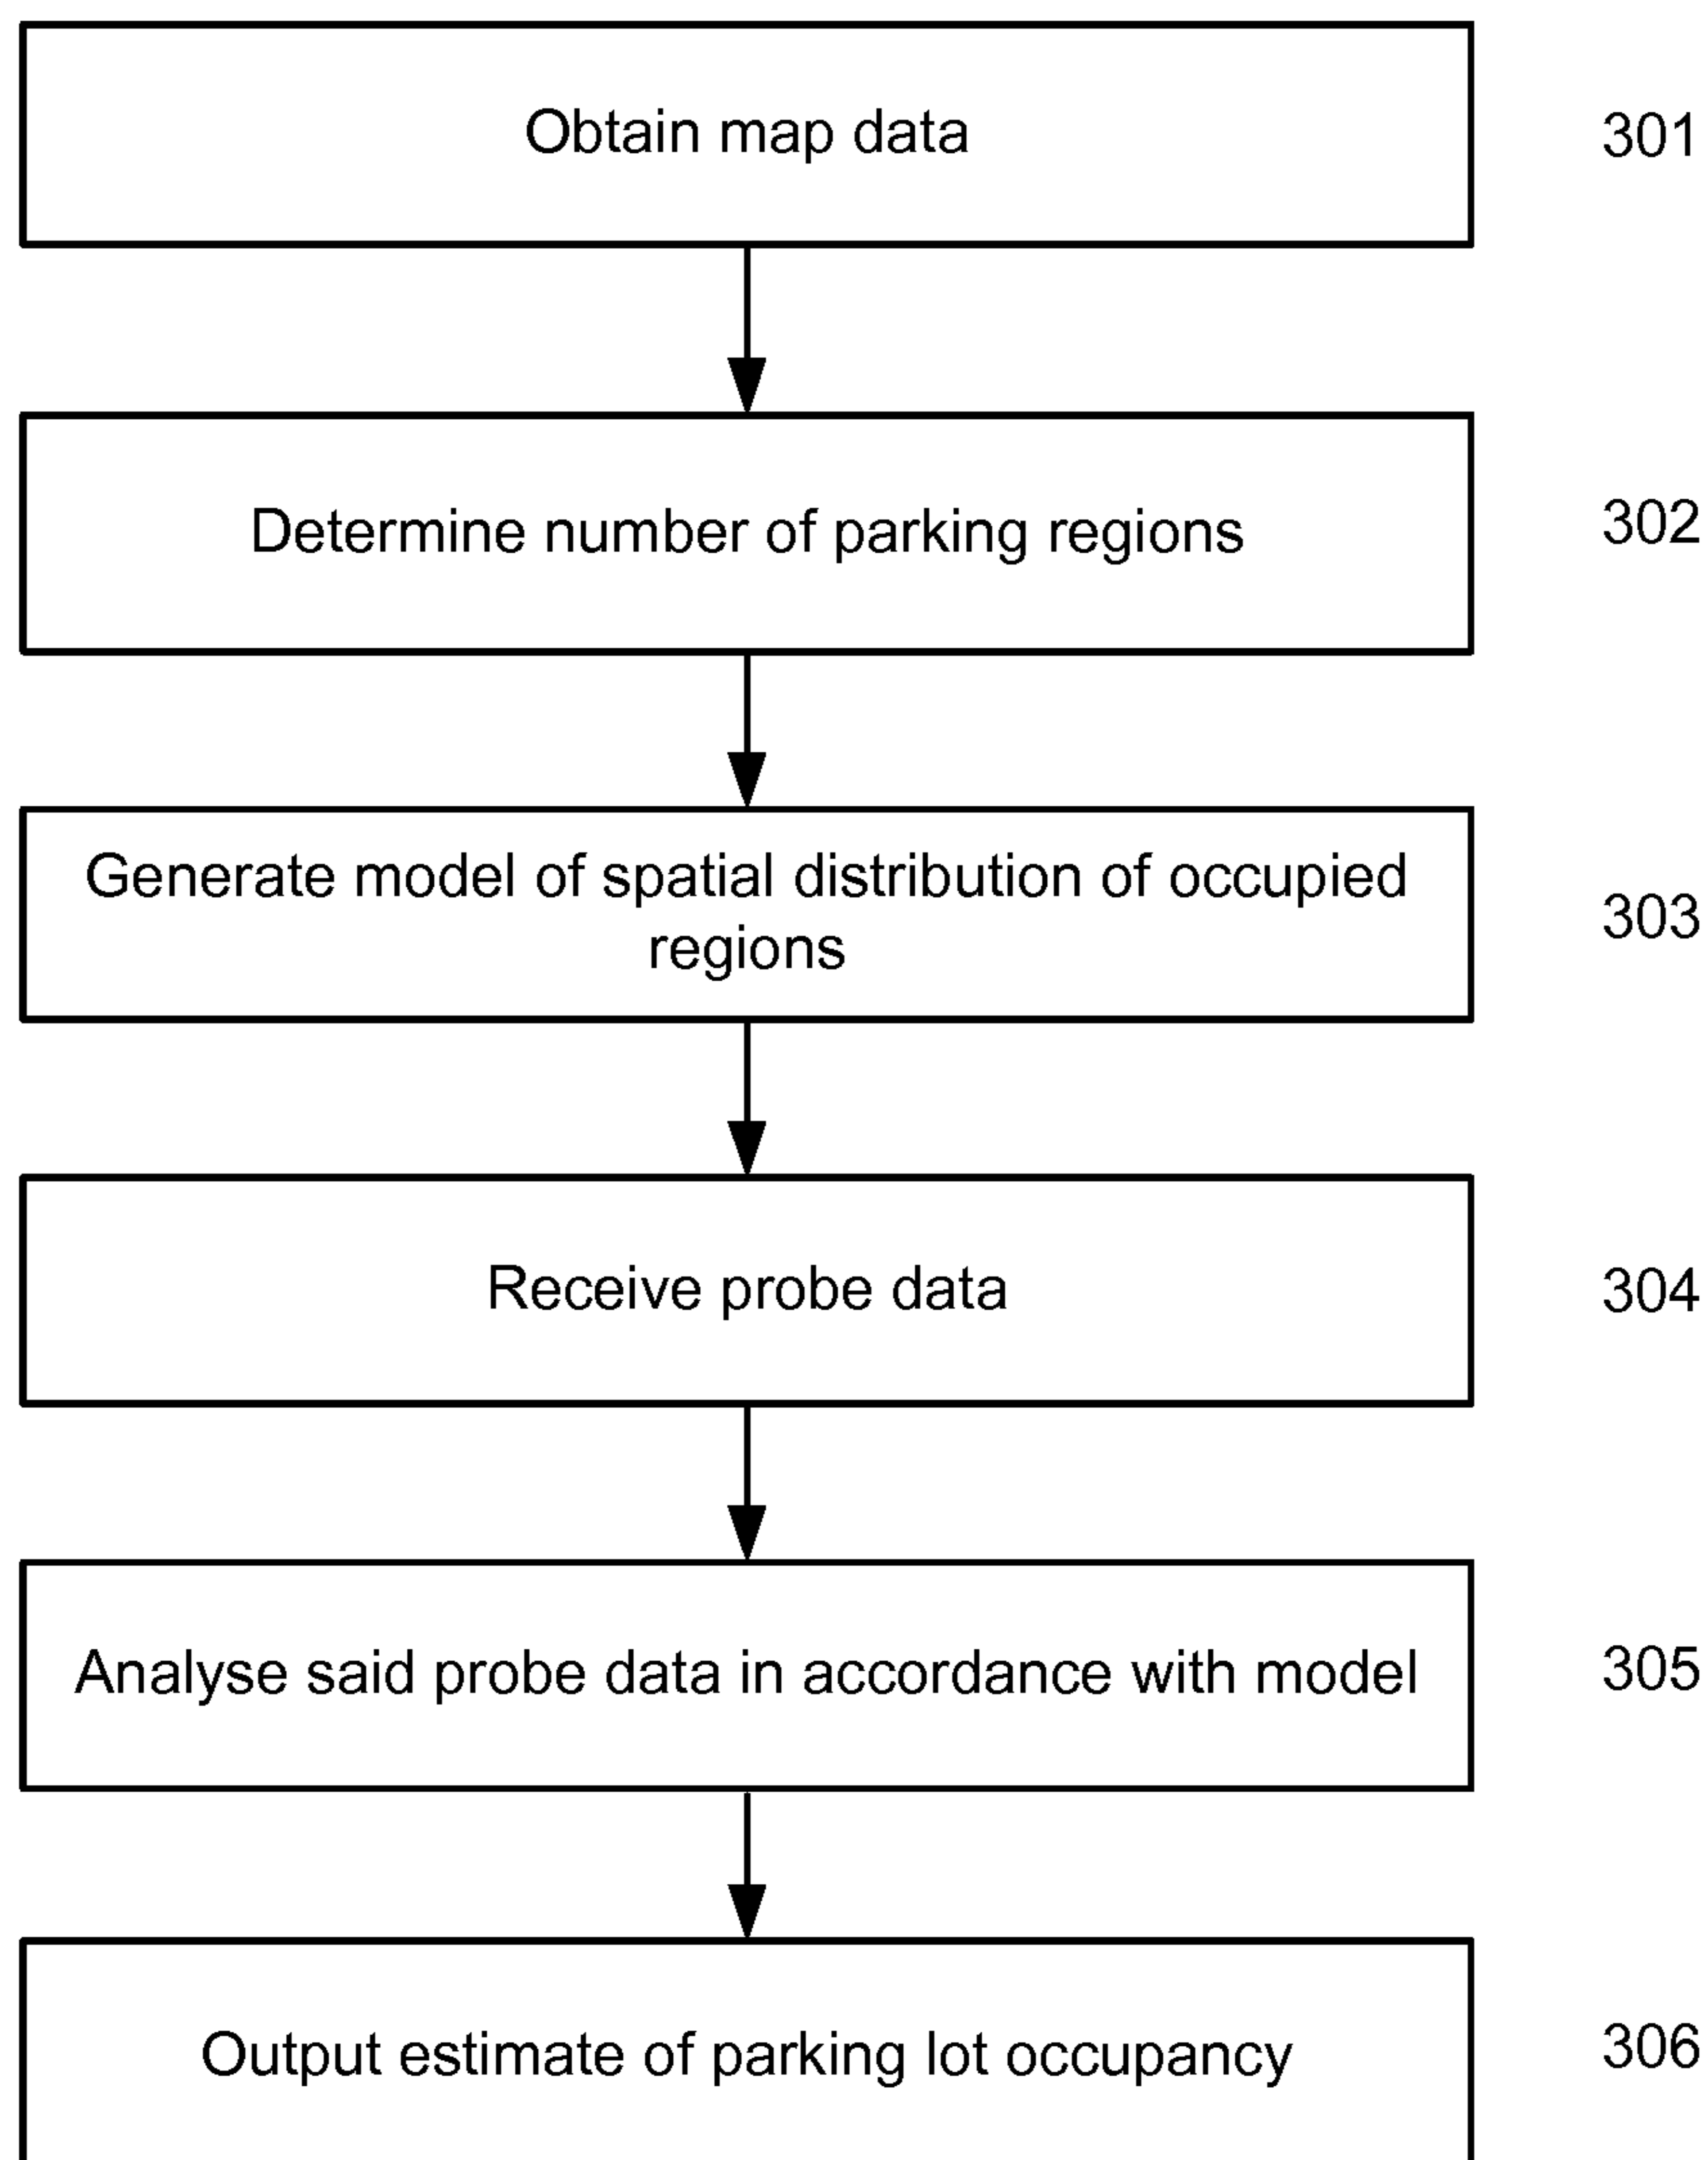 Obtain map data
301
Determine number of parking regions
302
Generate model of spatial distribution of occupied
regions
303
Receive probe data
304
Analyse said probe data in accordance with model
305
Output estimate of parking lot occupancy
306